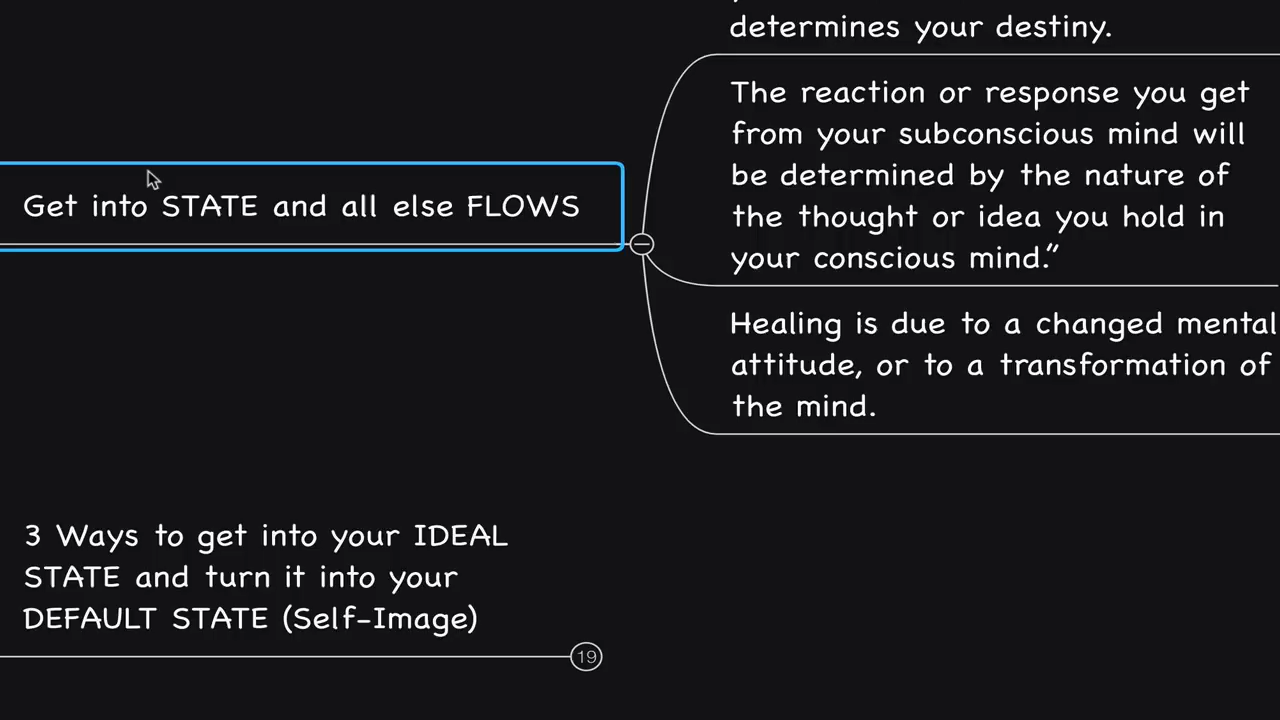 determines your destiny.
The reaction or response you get
from your subconscious mind will
be determined by the nature of
the thought or idea you hold in
your conscious mind.”
Get into STATE and all else FLOWS
Healing is due to a changed mental
attitude, or to a transformation of
the mind.
3 Ways to get into your IDEAL
STATE and turn it into your
DEFAULT STATE (Self-Image)
19